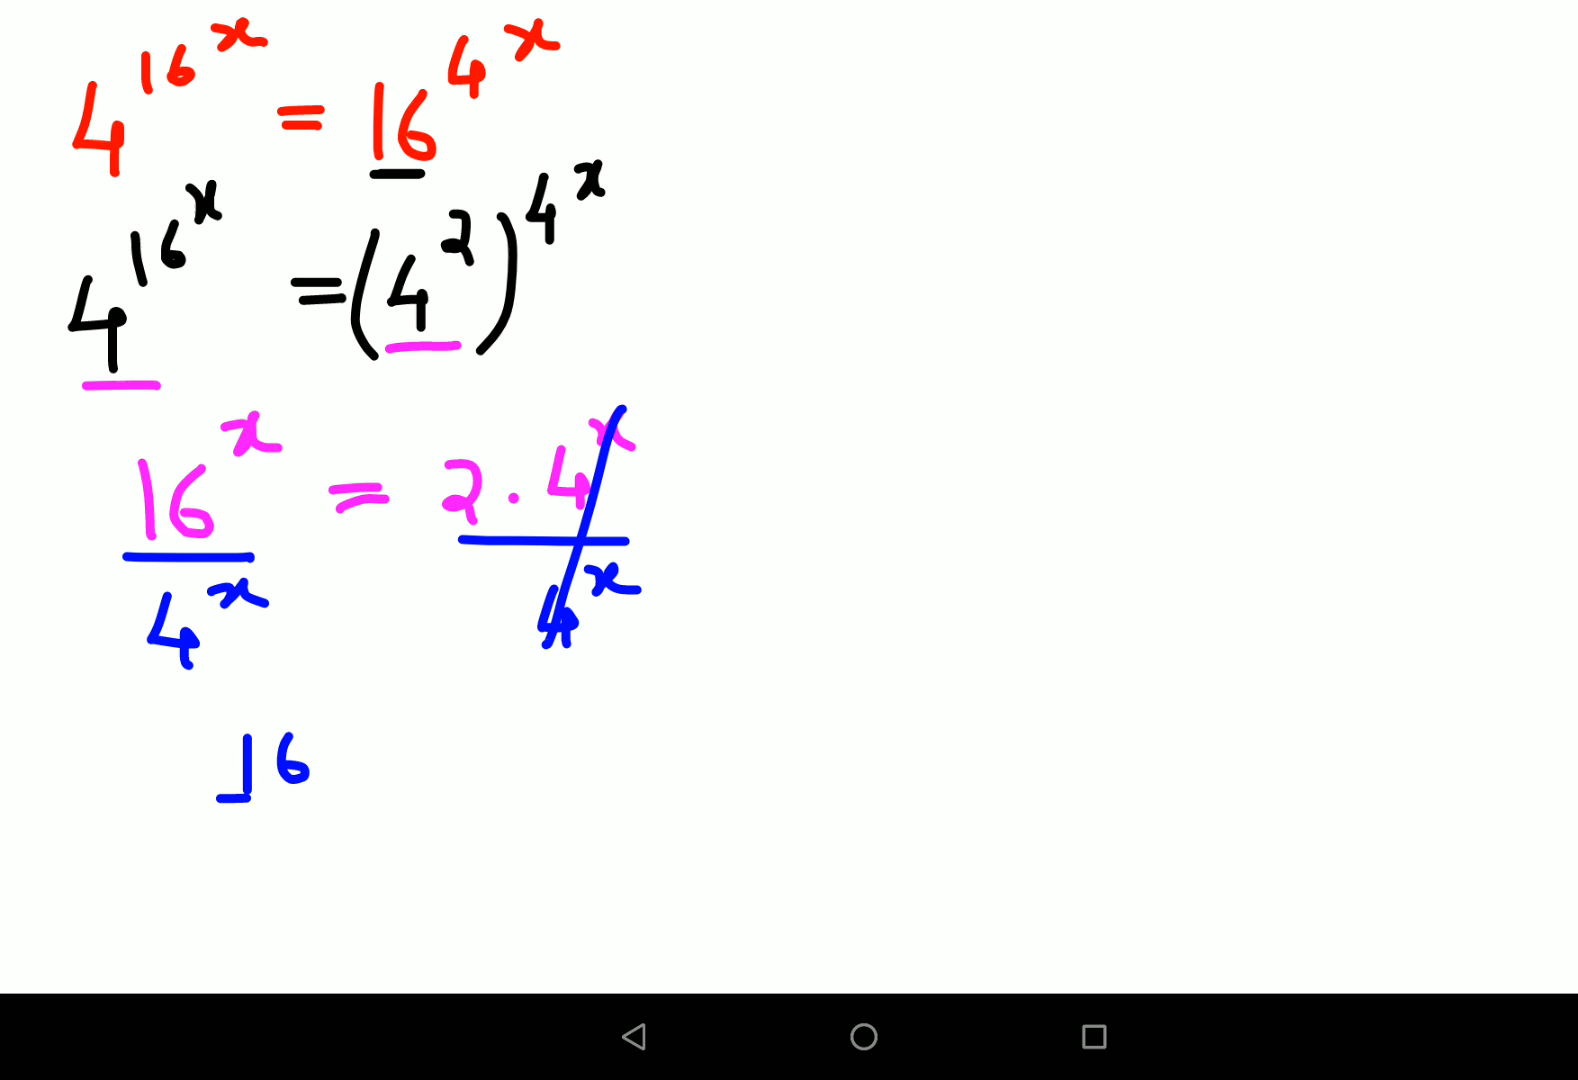 4^16^x = 16^4^x
4^16^x = (4^2)^4^x
16^x/4^x = 2 · 4^x/4^x
16